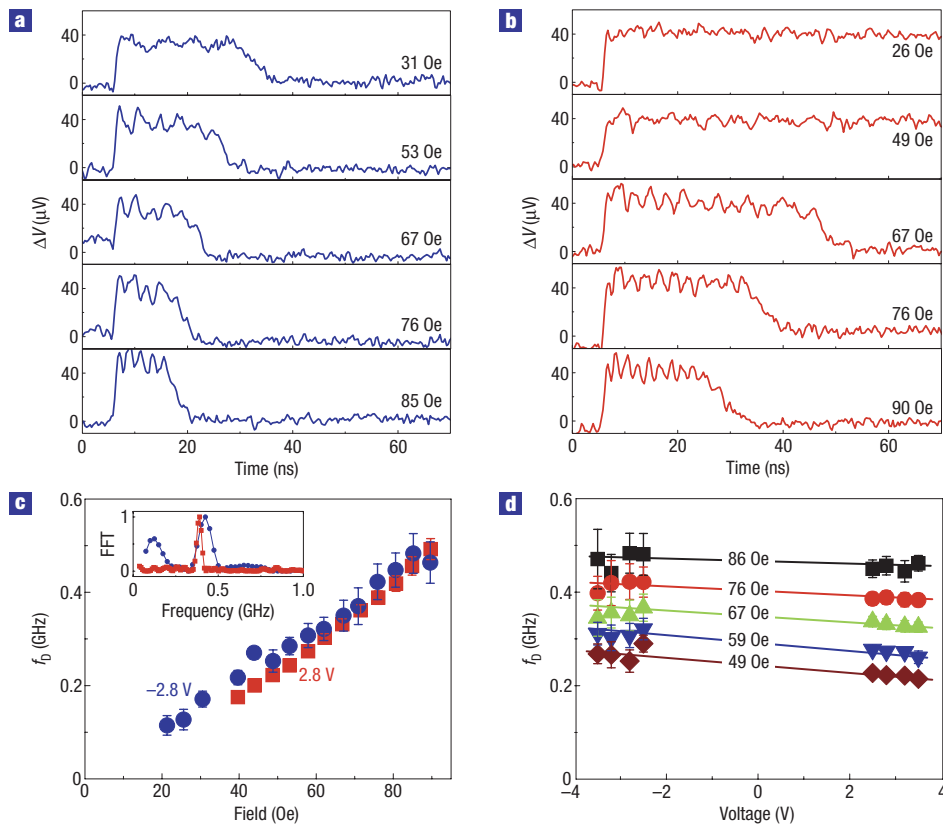 a
40
0
31 Oe
40
0
53 Oe
ΔV (μV)
40
0
67 Oe
40
0
76 Oe
40
0
85 Oe
0
20
40
60
Time (ns)
b
40
0
26 Oe
40
0
49 Oe
ΔV (μV)
40
0
67 Oe
40
0
76 Oe
40
0
90 Oe
0
20
40
60
Time (ns)
c
0.6
0.4
0.2
0
fD (GHz)
1
0
FFT
0
0.5
1.0
Frequency (GHz)
–2.8 V
2.8 V
0
20
40
60
80
Field (Oe)
d
0.6
0.4
0.2
0
fD (GHz)
86 Oe
76 Oe
67 Oe
59 Oe
49 Oe
–4
–2
0
2
4
Voltage (V)